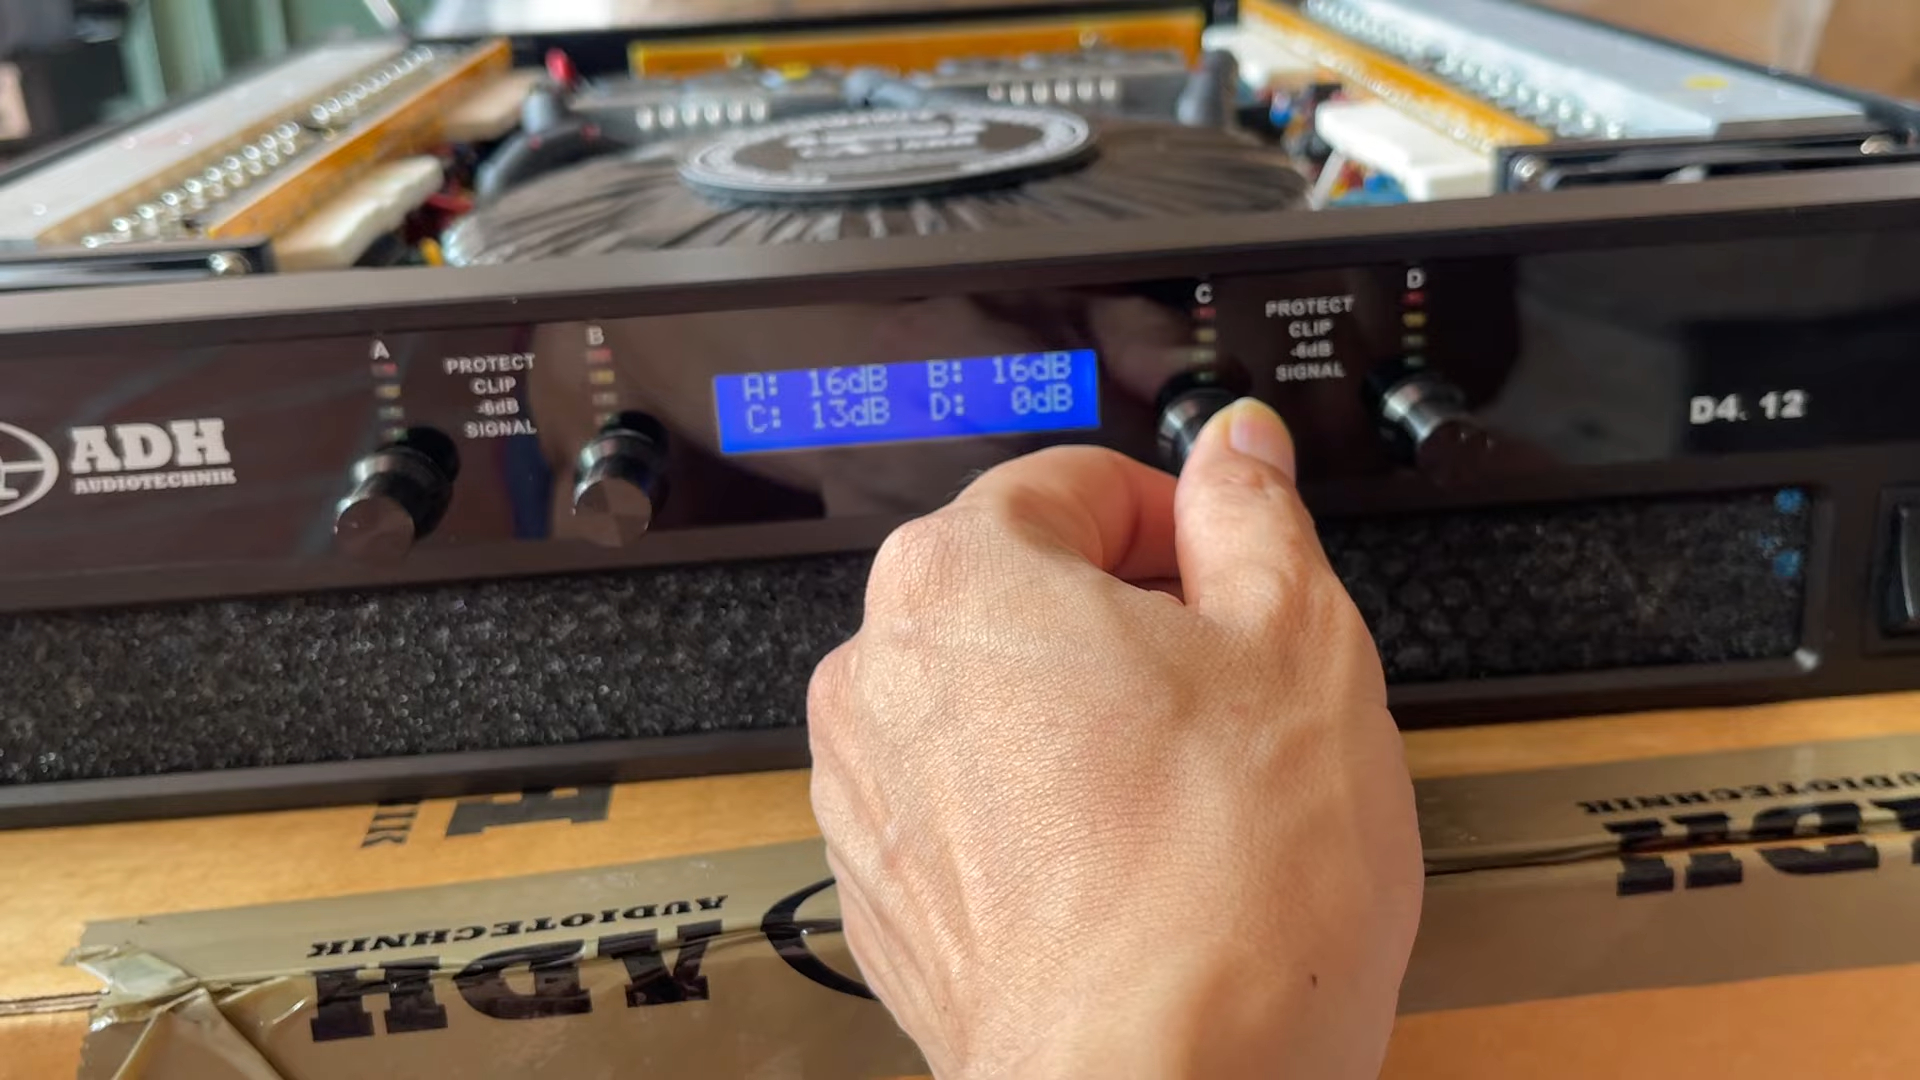 A
PROTECT
CLIP
-6dB
SIGNAL
B
A: 16dB B: 16dB
C: 13dB D: 0dB
C
PROTECT
CLIP
-6dB
SIGNAL
D
ADH
AUDIOTECHNIK
D4. 12
AUDIOTECHNIK
ADH